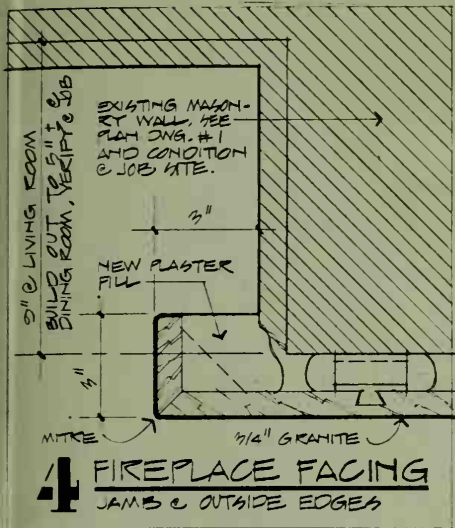 EXISTING MASON-
RY WALL, SEE
PLAN DWG. #1
AND CONDITION
@ JOB SITE.
9" @ LIVING ROOM
BUILD OUT TO 5" ± @
DINING ROOM, VERIFY @ JOB
3"
NEW PLASTER
FILL
3"
MITRE
3/4" GRANITE
4 FIREPLACE FACING
JAMB @ OUTSIDE EDGES